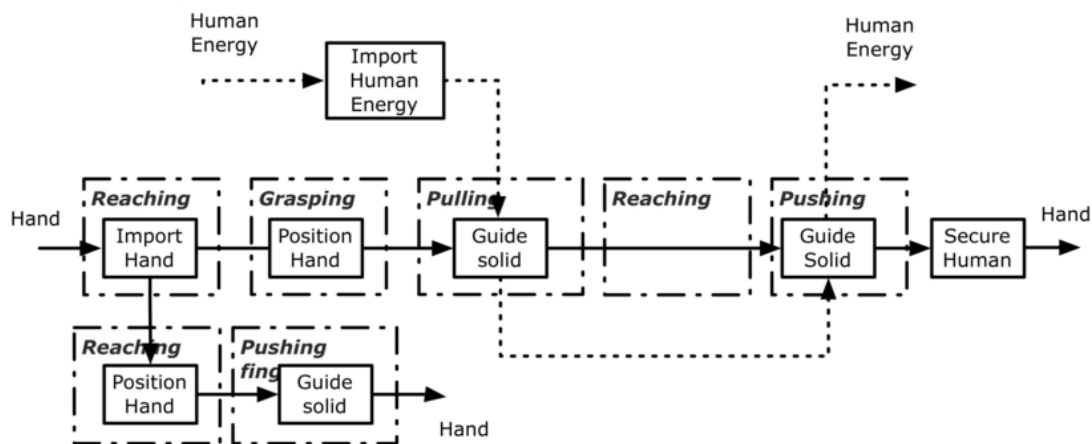 Human
Energy
Import
Human
Energy
Human
Energy
Reaching
Grasping
Pulling
Reaching
Pushing
Hand
Import
Hand
Position
Hand
Guide
solid
Guide
Solid
Secure
Human
Hand
Reaching
Pushing
fing
Position
Hand
Guide
solid
Hand